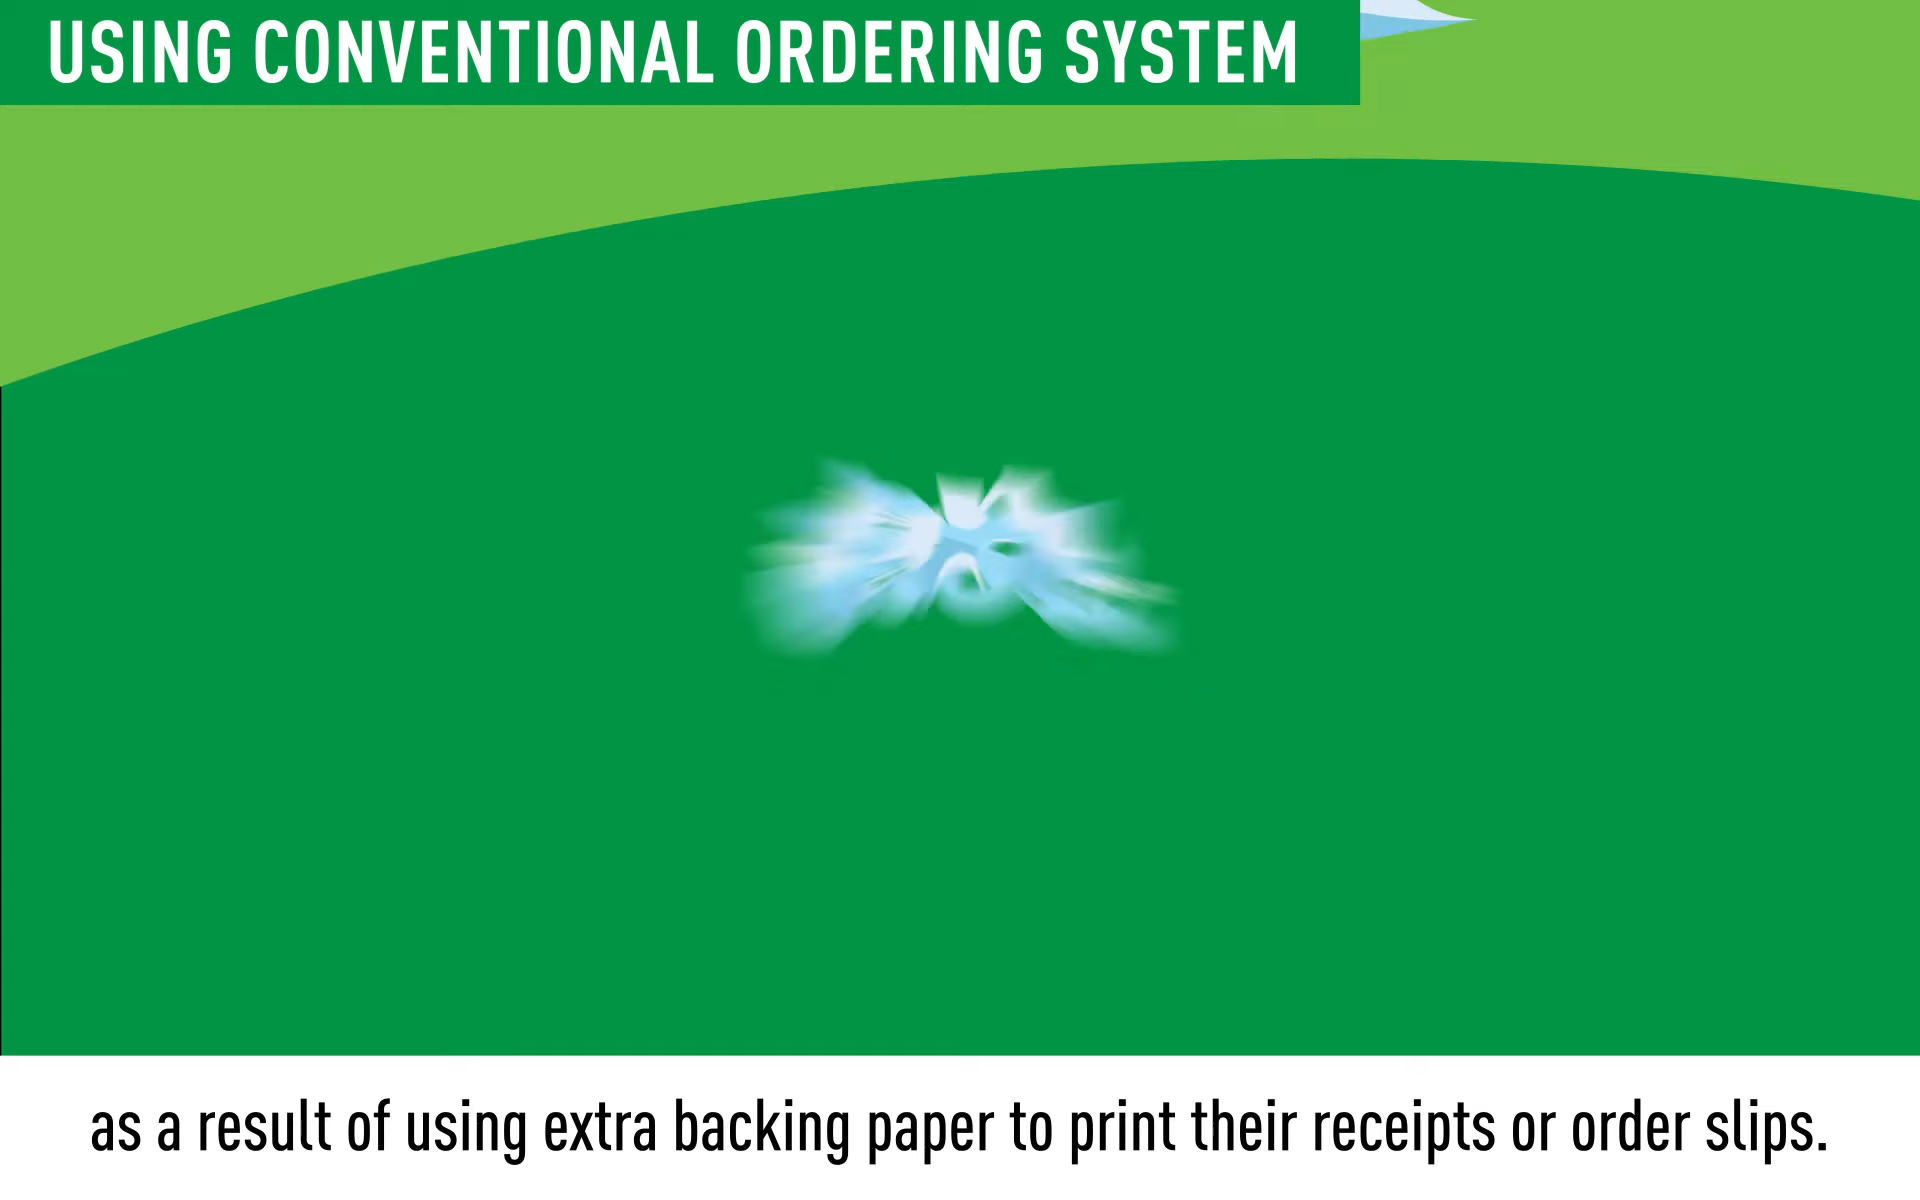 USING CONVENTIONAL ORDERING SYSTEM
as a result of using extra backing paper to print their receipts or order slips.